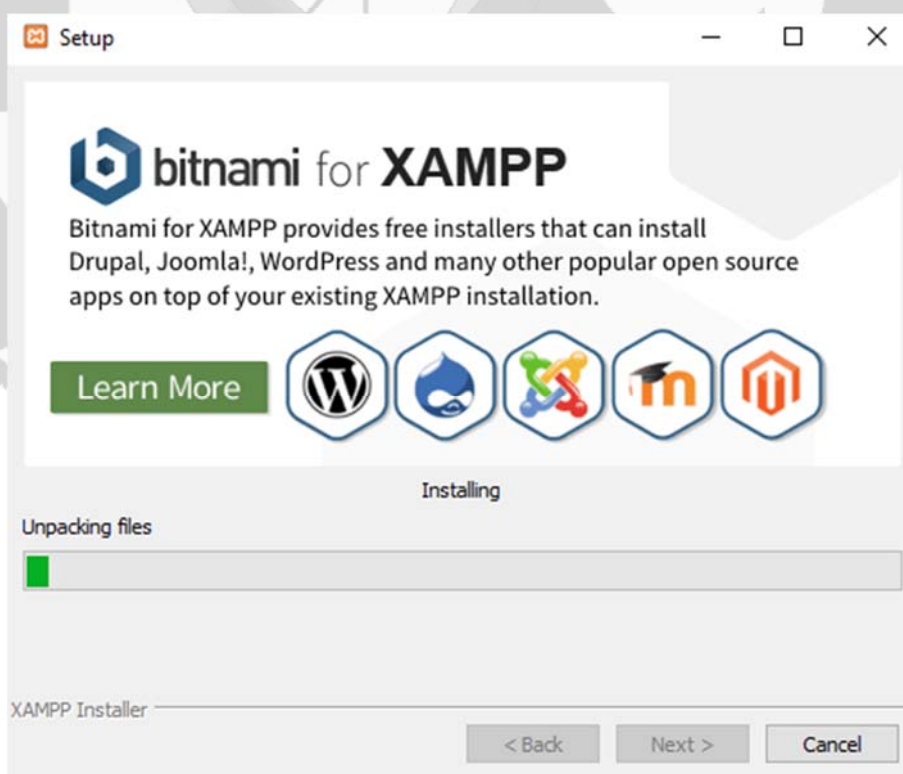 Setup
bitnami for XAMPP
Bitnami for XAMPP provides free installers that can install
Drupal, Joomla!, WordPress and many other popular open source
apps on top of your existing XAMPP installation.
Learn More
Installing
Unpacking files
XAMPP Installer
< Back Next > Cancel